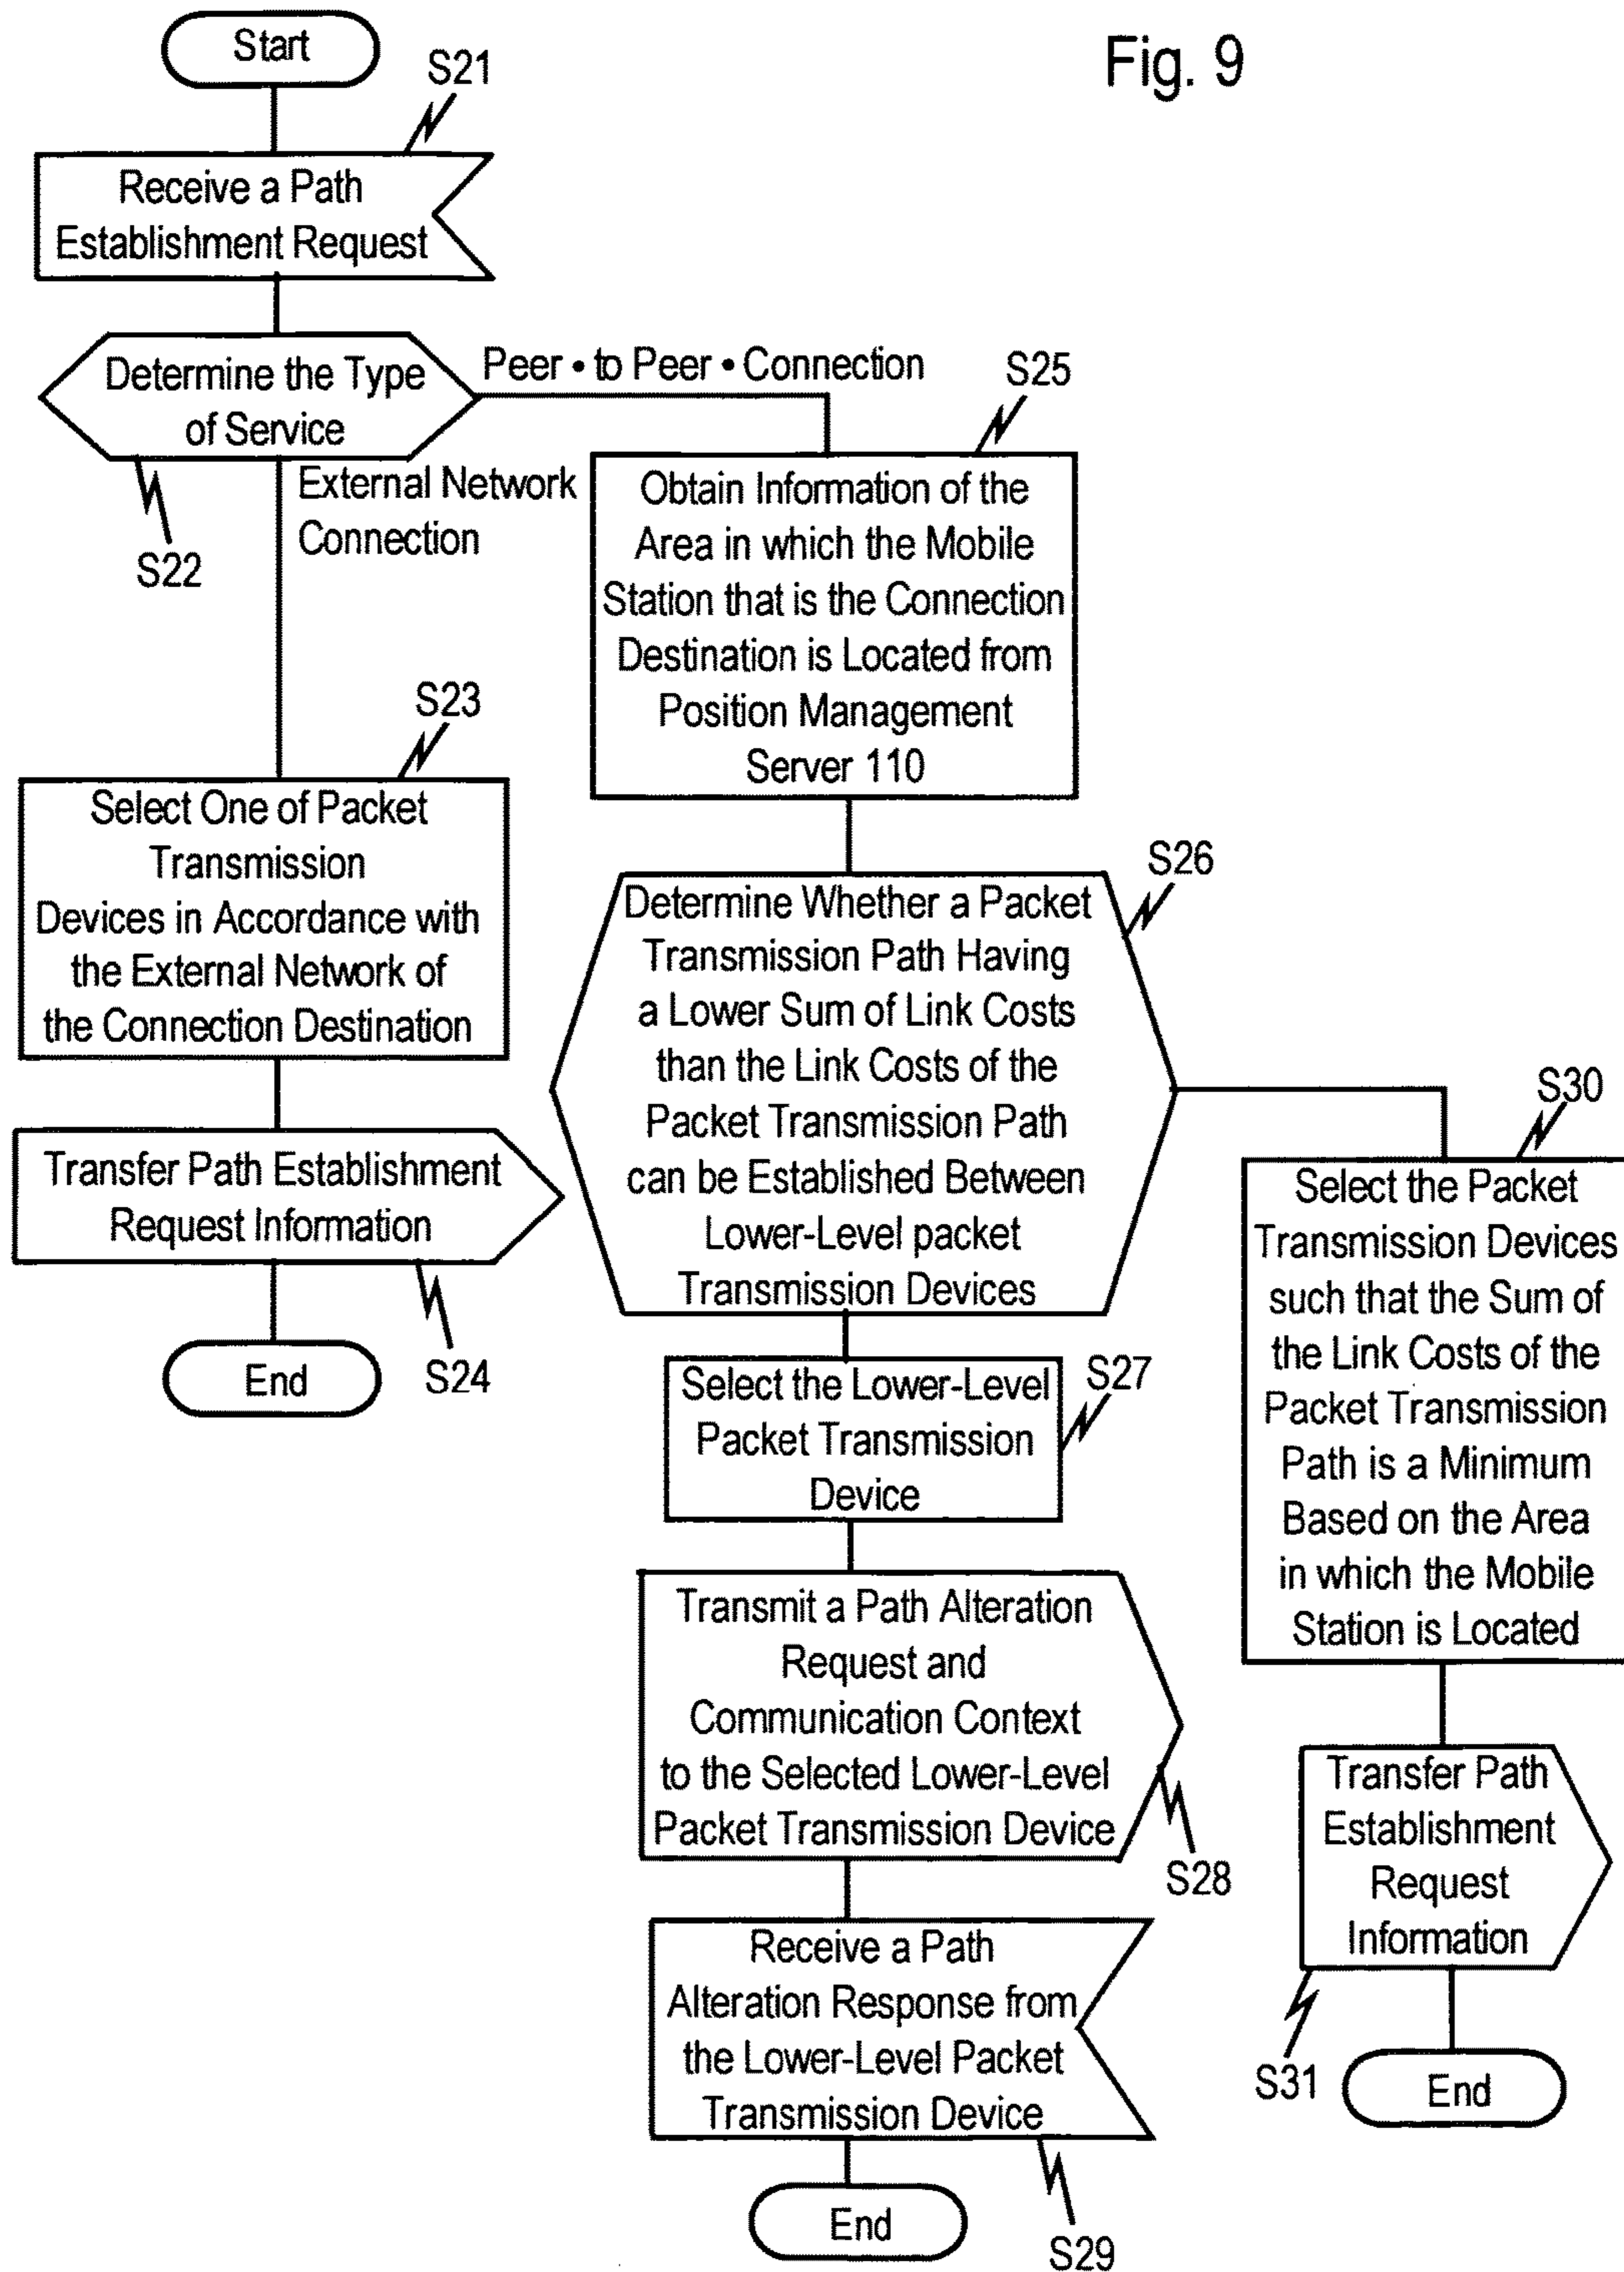 Fig. 9
Start
S21
Receive a Path
Establishment Request
Determine the Type
of Service
S22
Peer • to Peer • Connection
External Network
Connection
S23
Select One of Packet
Transmission
Devices in Accordance with
the External Network of
the Connection Destination
Transfer Path Establishment
Request Information
S24
End
S25
Obtain Information of the
Area in which the Mobile
Station that is the Connection
Destination is Located from
Position Management
Server 110
S26
Determine Whether a Packet
Transmission Path Having
a Lower Sum of Link Costs
than the Link Costs of the
Packet Transmission Path
can be Established Between
Lower-Level packet
Transmission Devices
S27
Select the Lower-Level
Packet Transmission
Device
Transmit a Path Alteration
Request and
Communication Context
to the Selected Lower-Level
Packet Transmission Device
S28
Receive a Path
Alteration Response from
the Lower-Level Packet
Transmission Device
S29
End
S30
Select the Packet
Transmission Devices
such that the Sum of
the Link Costs of the
Packet Transmission
Path is a Minimum
Based on the Area
in which the Mobile
Station is Located
Transfer Path
Establishment
Request
Information
S31
End